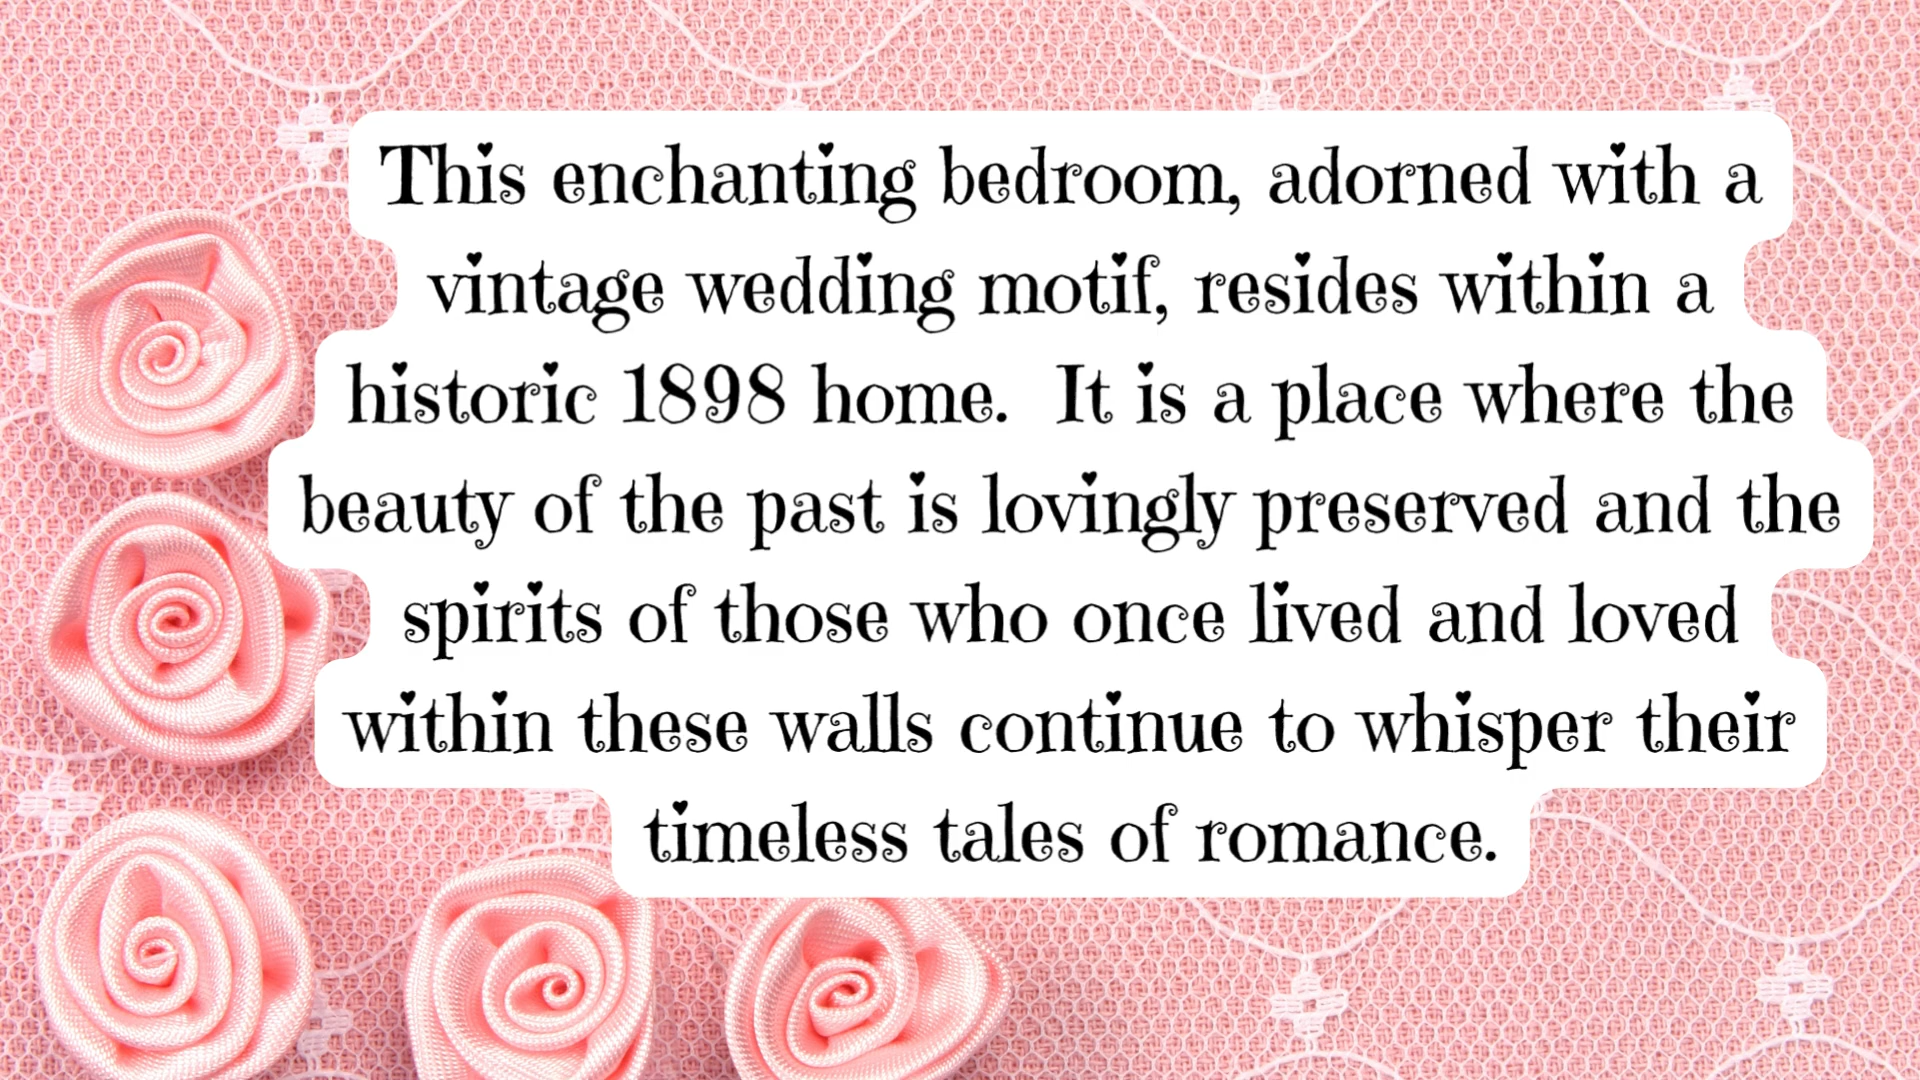 This enchanting bedroom, adorned with a
vintage wedding motif, resides within a
historic 1898 home.  It is a place where the
beauty of the past is lovingly preserved and the
spirits of those who once lived and loved
within these walls continue to whisper their
timeless tales of romance.